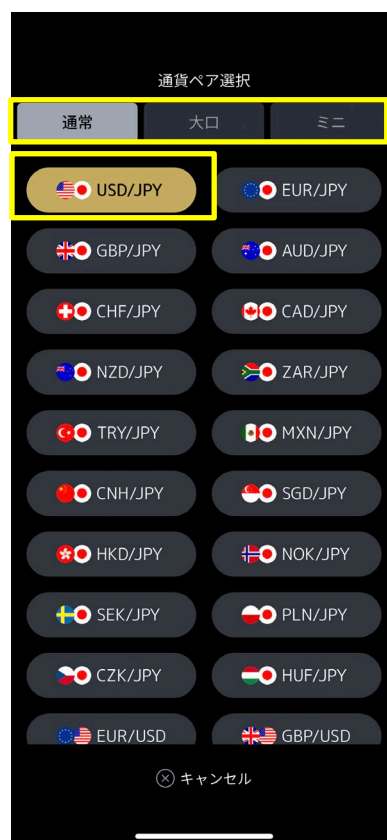 通貨ペア選択
通常 大口 ミニ
USD/JPY EUR/JPY
GBP/JPY AUD/JPY
CHF/JPY CAD/JPY
NZD/JPY ZAR/JPY
TRY/JPY MXN/JPY
CNH/JPY SGD/JPY
HKD/JPY NOK/JPY
SEK/JPY PLN/JPY
CZK/JPY HUF/JPY
EUR/USD GBP/USD
キャンセル